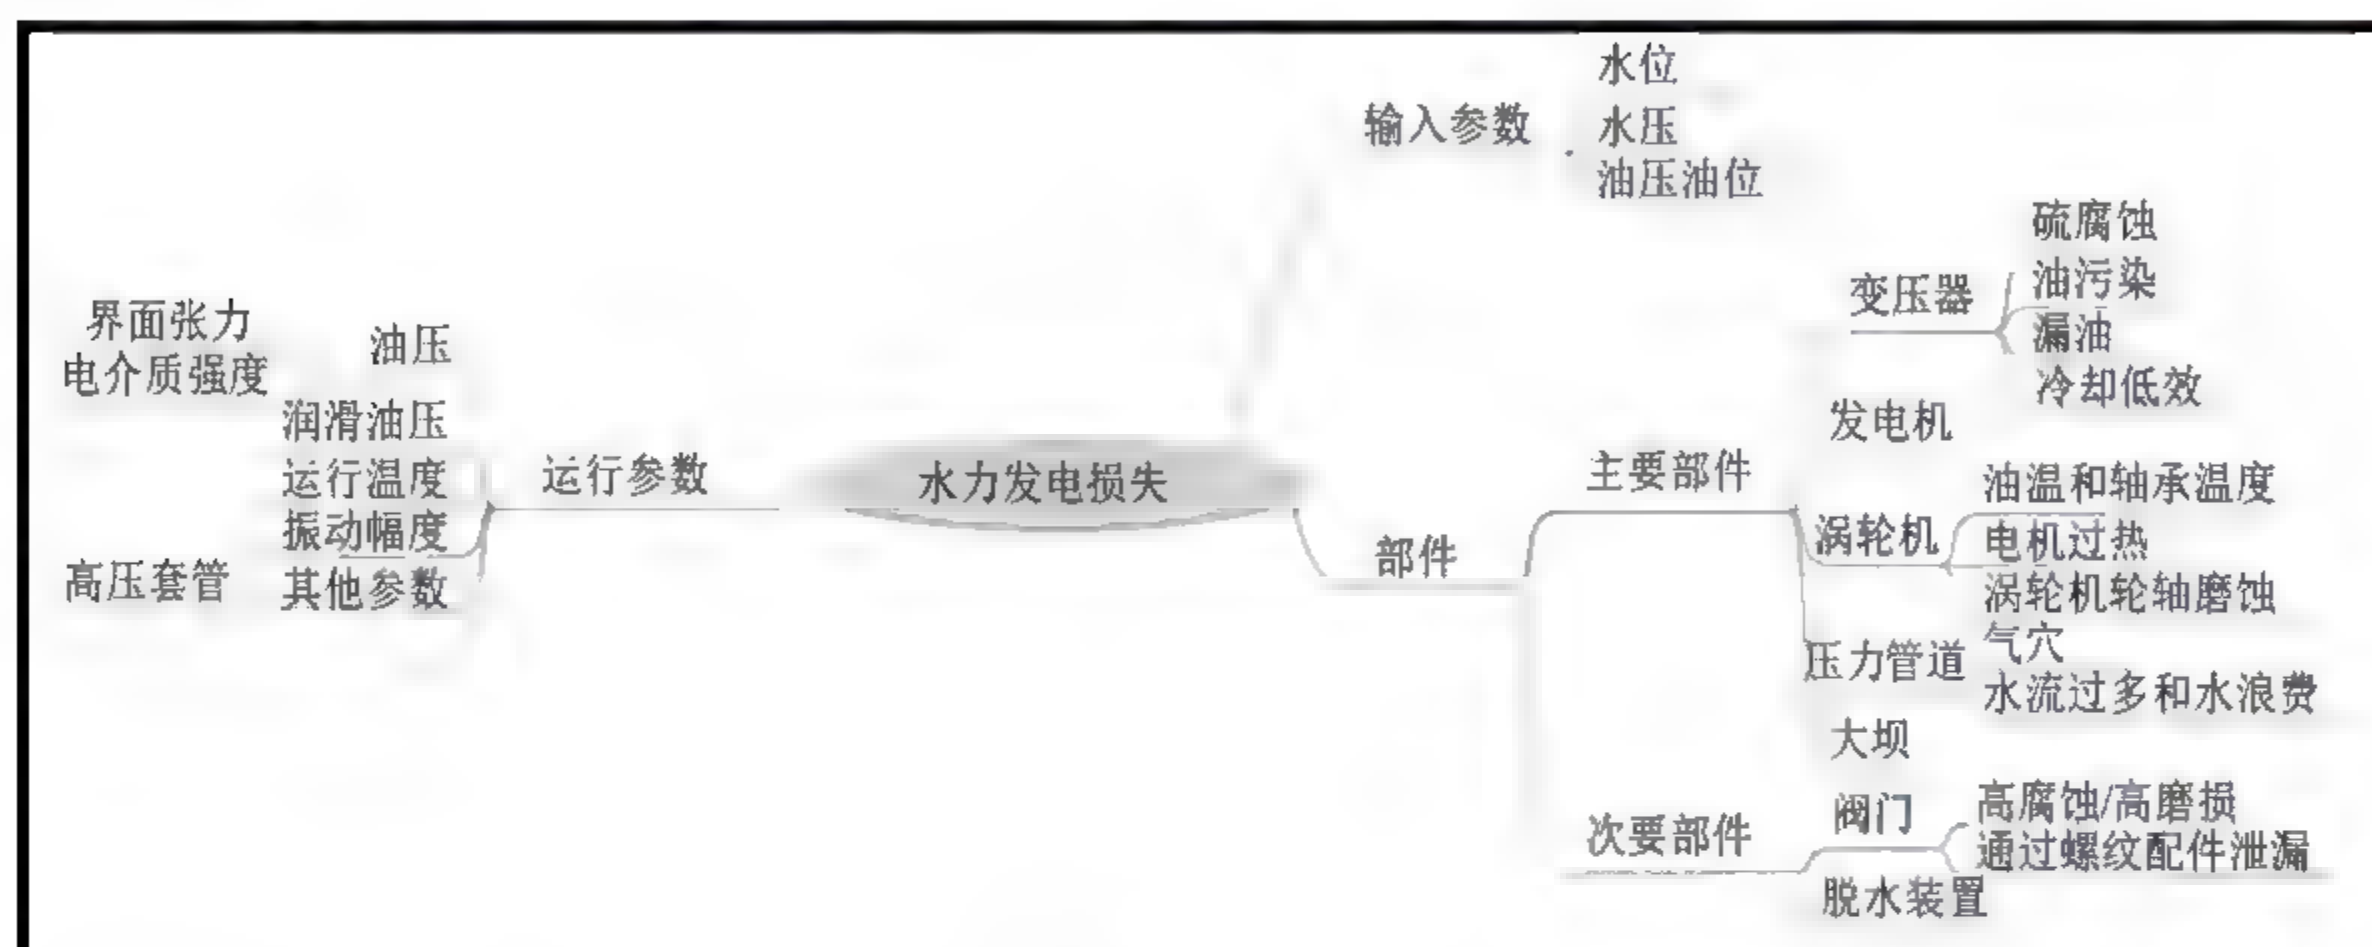 水位
输入参数
水压
油压油位
硫腐蚀
变压器
油污染
漏油
冷却低效
界面张力
电介质强度
油压
润滑油压
运行温度
振动幅度
其他参数
高压套管
运行参数
水力发电损失
部件
主要部件
发电机
涡轮机
油温和轴承温度
电机过热
涡轮机轮轴磨蚀
气穴
水流过多和水浪费
压力管道
大坝
次要部件
阀门
高腐蚀/高磨损
通过螺纹配件泄漏
脱水装置